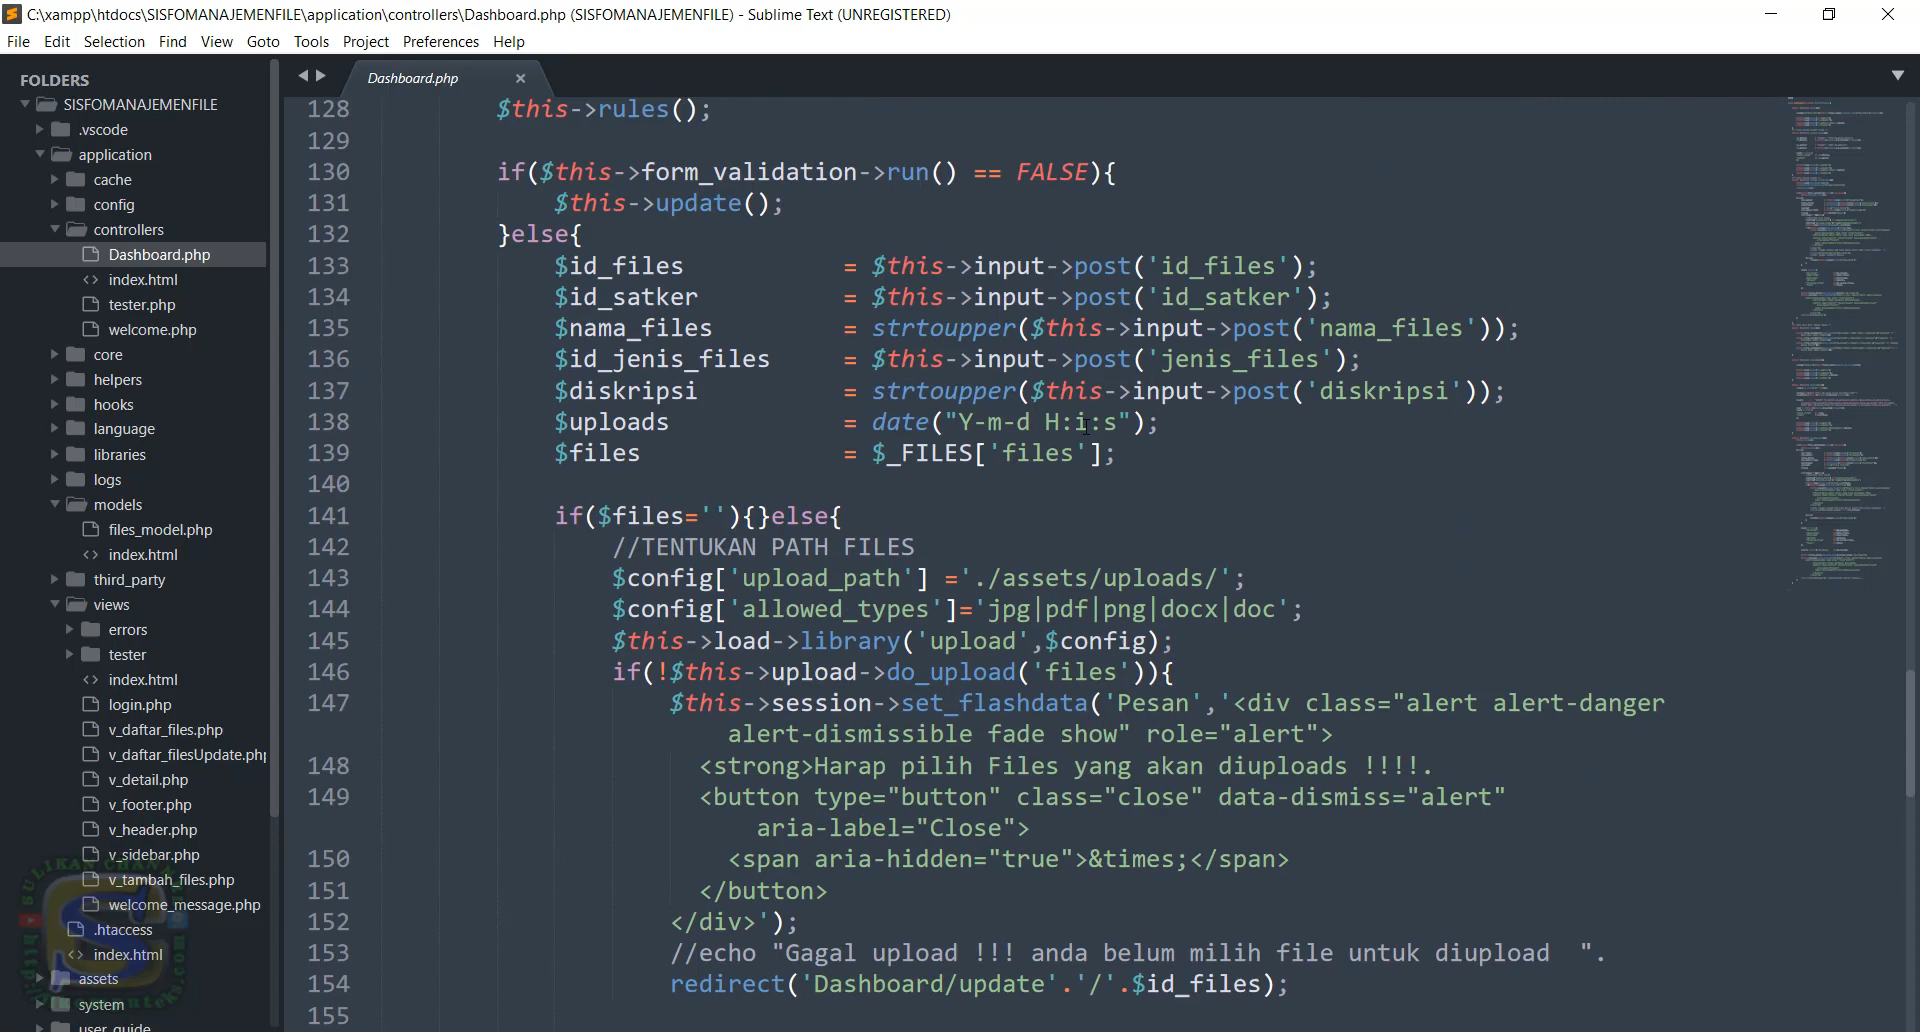 C:\xampp\htdocs\SISFOMANAJEMENFILE\application\controllers\Dashboard.php (SISFOMANAJEMENFILE) - Sublime Text (UNREGISTERED)
File Edit Selection Find View Goto Tools Project Preferences Help
FOLDERS
SISFOMANAJEMENFILE
.vscode
application
cache
config
controllers
Dashboard.php
index.html
tester.php
welcome.php
core
helpers
hooks
language
libraries
logs
models
files_model.php
index.html
third_party
views
errors
tester
index.html
login.php
v_daftar_files.php
v_daftar_filesUpdate.php
v_detail.php
v_footer.php
v_header.php
v_sidebar.php
v_tambah_files.php
welcome_message.php
.htaccess
index.html
assets
system
user_guide
SULIKAN CHANNEL
Dashboard.php
128 $this->rules();
129
130 if($this->form_validation->run() == FALSE){
131 $this->update();
132 }else{
133 $id_files = $this->input->post('id_files');
134 $id_satker = $this->input->post('id_satker');
135 $nama_files = strtoupper($this->input->post('nama_files'));
136 $id_jenis_files = $this->input->post('jenis_files');
137 $diskripsi = strtoupper($this->input->post('diskripsi'));
138 $uploads = date("Y-m-d H:i:s");
139 $files = $_FILES['files'];
140
141 if($files=''){}else{
142 //TENTUKAN PATH FILES
143 $config['upload_path'] ='./assets/uploads/';
144 $config['allowed_types']='jpg|pdf|png|docx|doc';
145 $this->load->library('upload',$config);
146 if(!$this->upload->do_upload('files')){
147 $this->session->set_flashdata('Pesan','<div class="alert alert-danger
alert-dismissible fade show" role="alert">
148 <strong>Harap pilih Files yang akan diuploads !!!!.
149 <button type="button" class="close" data-dismiss="alert"
aria-label="Close">
150 <span aria-hidden="true">&times;</span>
151 </button>
152 </div>');
153 //echo "Gagal upload !!! anda belum milih file untuk diupload ".
154 redirect('Dashboard/update'.'/'.$id_files);
155